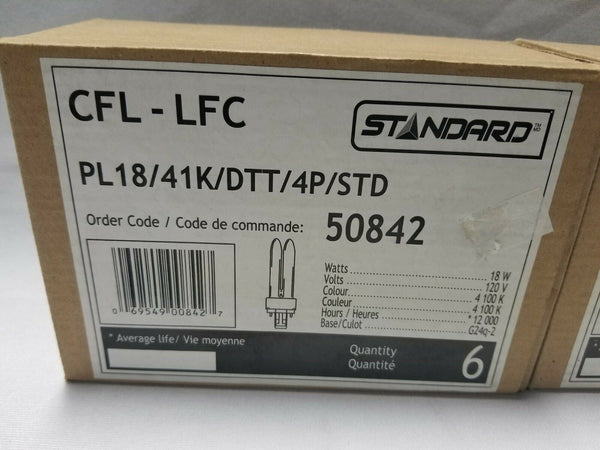 CFL - LFC
STANDARD TM MD
PL18/41K/DTT/4P/STD
Order Code / Code de commande: 50842
Watts 18 W
Volts 120 V
Colour 4 100 K
Couleur 4 100 K
Hours / Heures * 12 000
Base/Culot G24q-2
0 69549 00842 7
* Average life/ Vie moyenne
Quantity
Quantité
6